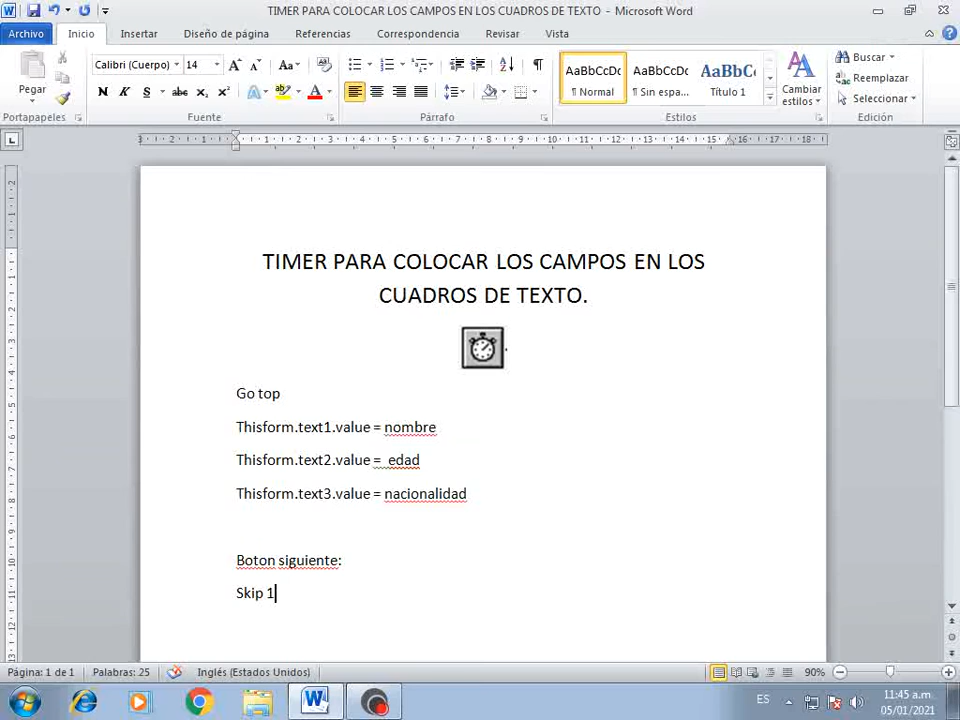 TIMER PARA COLOCAR LOS CAMPOS EN LOS CUADROS DE TEXTO - Microsoft Word
Archivo Inicio Insertar Diseño de página Referencias Correspondencia Revisar Vista
Calibri (Cuerpo) 14 Aa
Pegar
N K S abc x₂ x²
AaBbCcDc AaBbCcDc AaBbC
¶ Normal ¶ Sin espa... Título 1
Cambiar
estilos
Buscar
Reemplazar
Seleccionar
Portapapeles Fuente Párrafo Estilos Edición
TIMER PARA COLOCAR LOS CAMPOS EN LOS
CUADROS DE TEXTO.
Go top
Thisform.text1.value = nombre
Thisform.text2.value =  edad
Thisform.text3.value = nacionalidad
Boton siguiente:
Skip 1
Página: 1 de 1 Palabras: 25 Inglés (Estados Unidos) 90%
ES 11:45 a.m.
05/01/2021